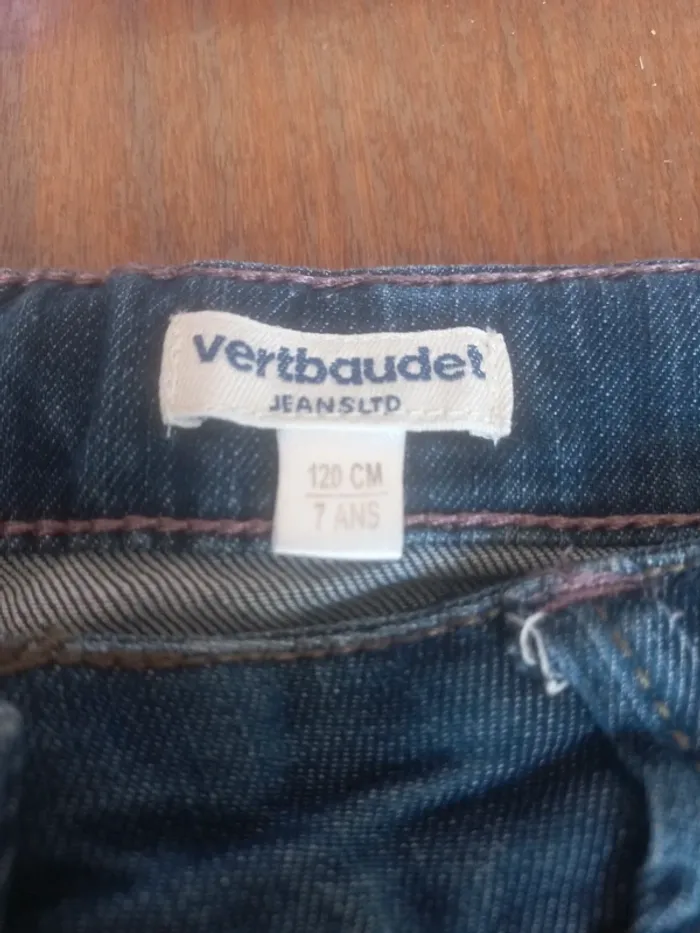 vertbaudet
JEANSLTD
120 CM
7 ANS